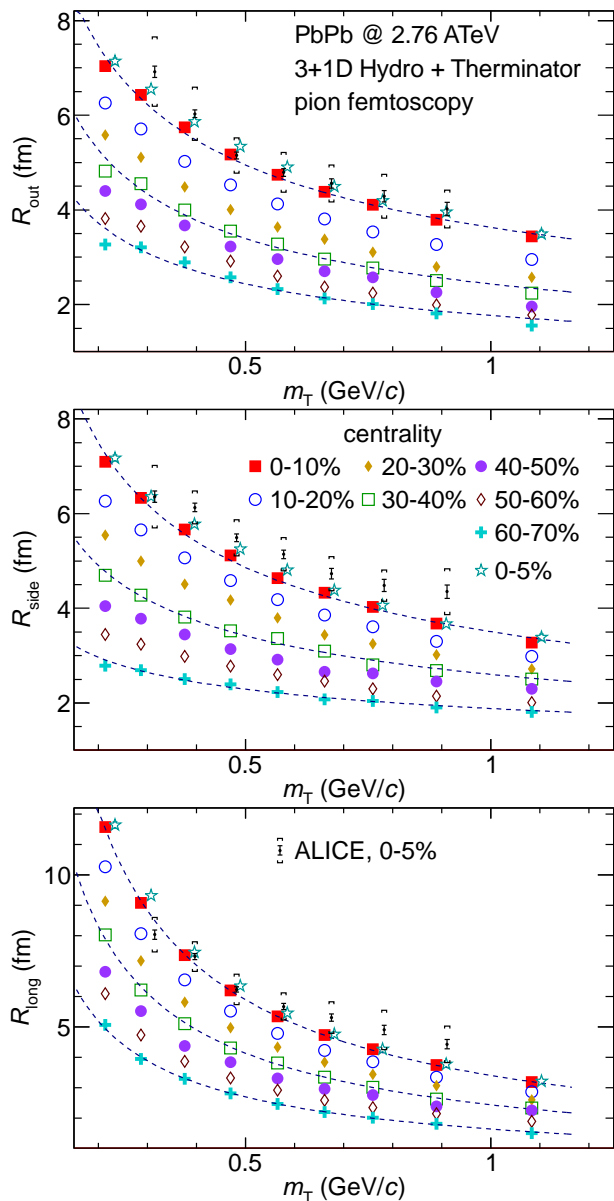 8
6
4
2
R_out (fm)
PbPb @ 2.76 ATeV
3+1D Hydro + Therminator
pion femtoscopy
0.5 1
m_T (GeV/c)
8
6
4
2
R_side (fm)
centrality
0-10% 20-30% 40-50%
10-20% 30-40% 50-60%
60-70%
0-5%
0.5 1
m_T (GeV/c)
10
5
R_long (fm)
ALICE, 0-5%
0.5 1
m_T (GeV/c)